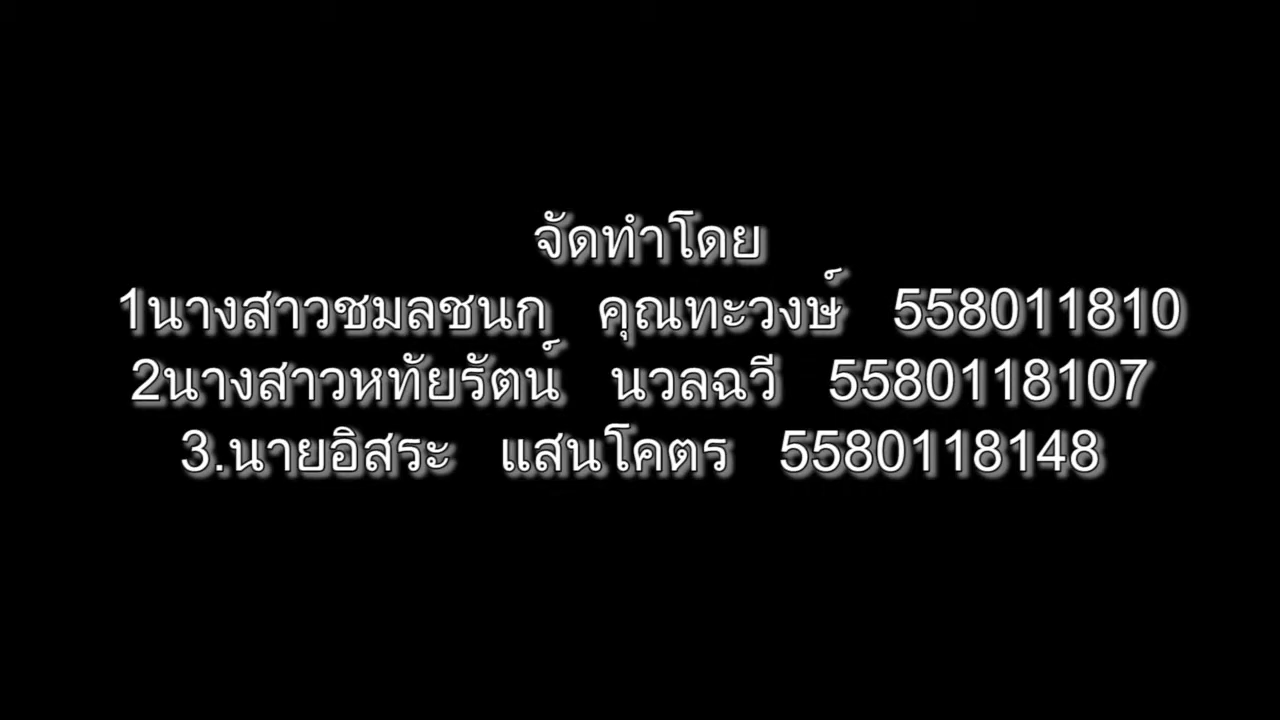 จัดทำโดย
1นางสาวชมลชนก คุณทะวงษ์ 558011810
2นางสาวหทัยรัตน์ นวลฉวี 5580118107
3.นายอิสระ แสนโคตร 5580118148